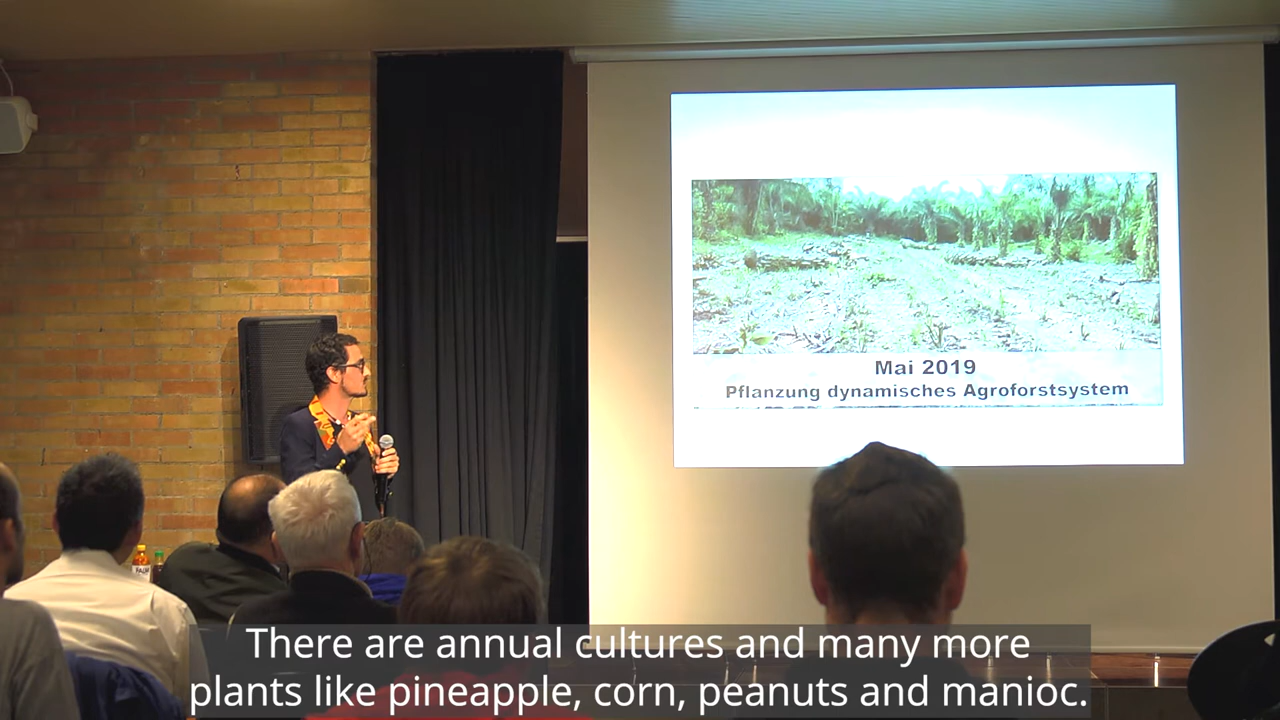 Mai 2019
Pflanzung dynamisches Agroforstsystem
There are annual cultures and many more
plants like pineapple, corn, peanuts and manioc.